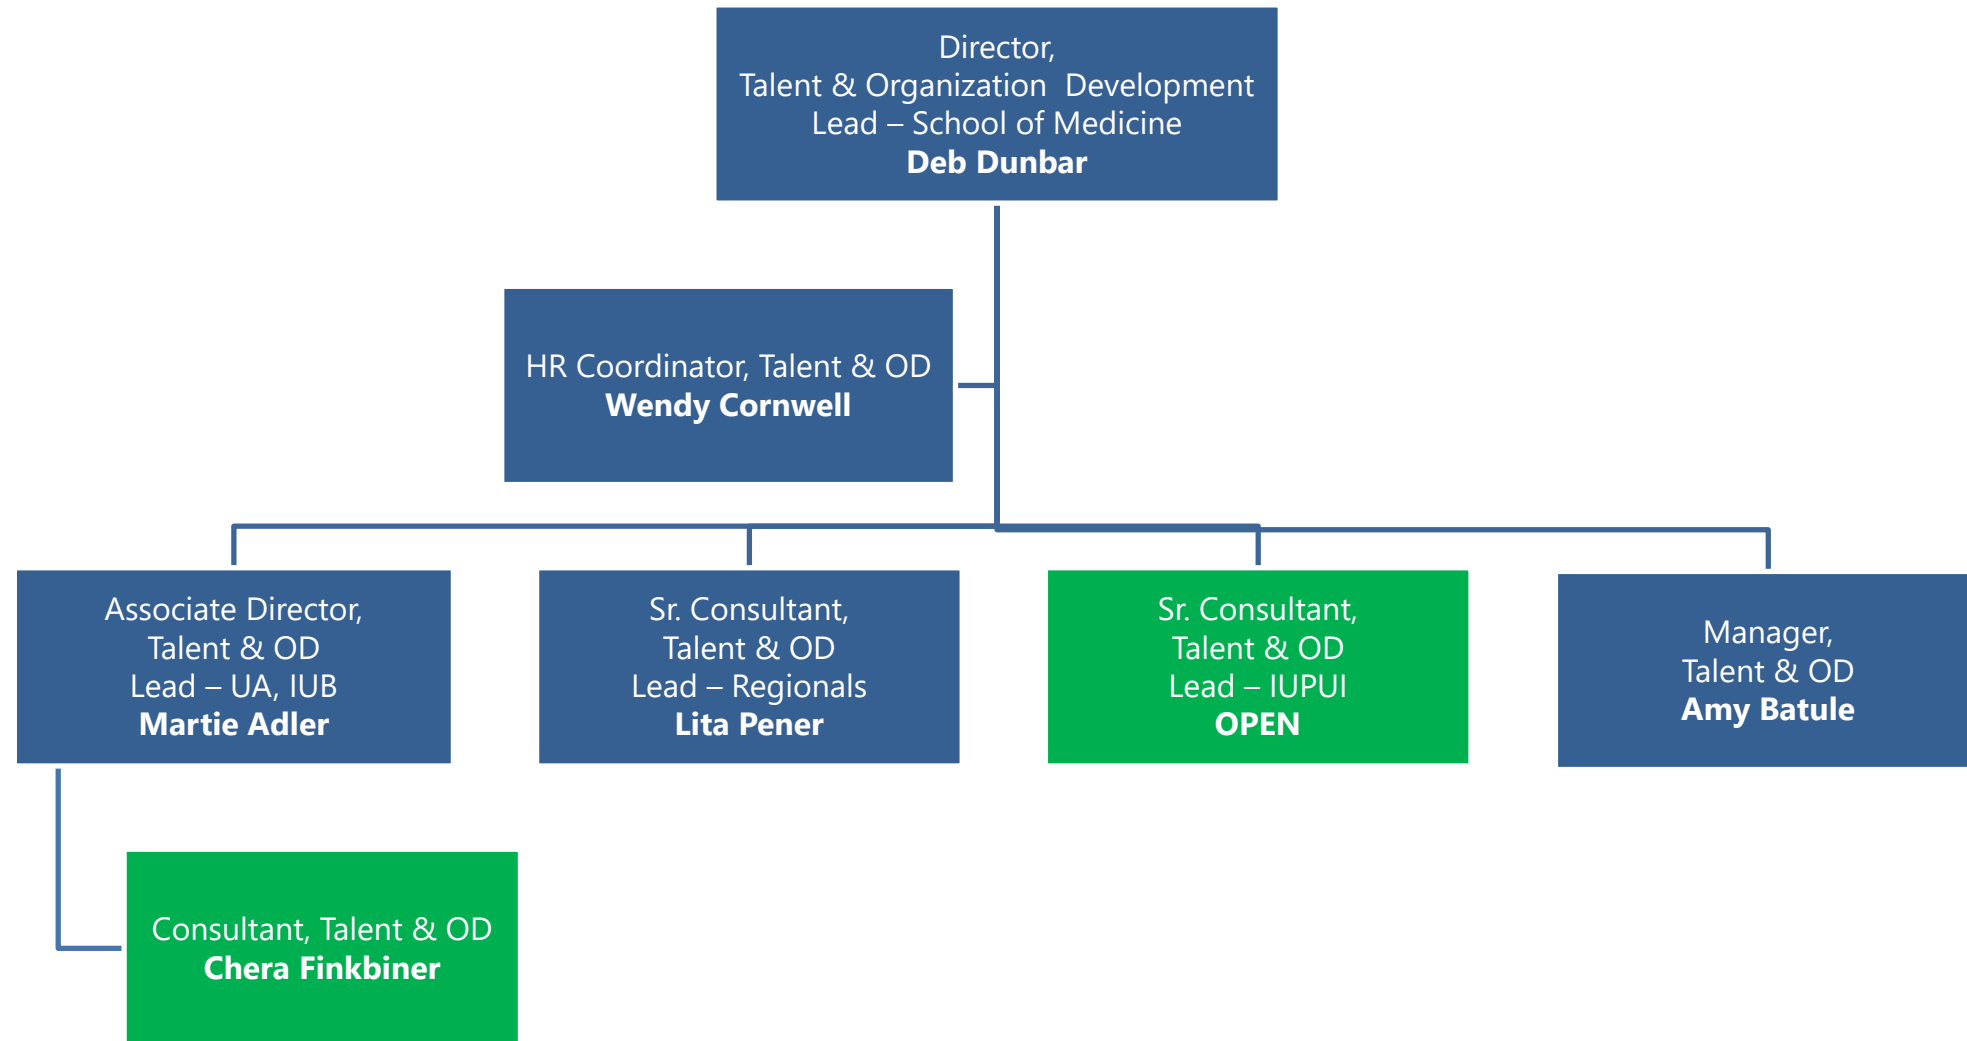 Director,
Talent & Organization  Development
Lead – School of Medicine
Deb Dunbar
HR Coordinator, Talent & OD
Wendy Cornwell
Associate Director,
Talent & OD
Lead – UA, IUB
Martie Adler
Sr. Consultant,
Talent & OD
Lead – Regionals
Lita Pener
Sr. Consultant,
Talent & OD
Lead – IUPUI
OPEN
Manager,
Talent & OD
Amy Batule
Consultant, Talent & OD
Chera Finkbiner